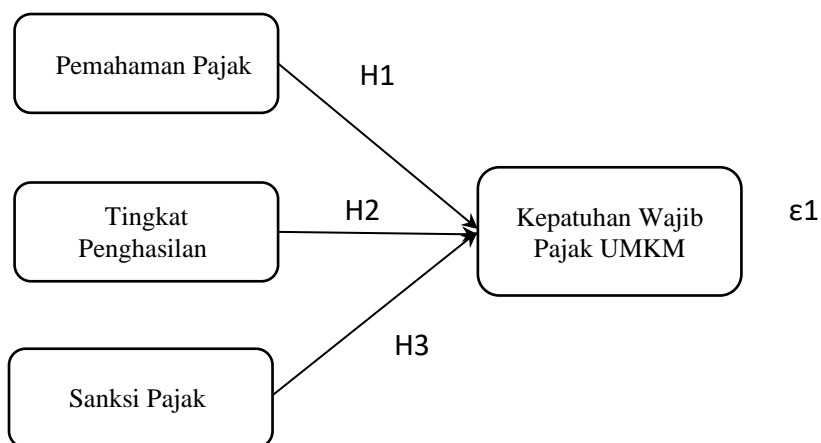 Pemahaman Pajak
H1
Tingkat
Penghasilan
H2
Kepatuhan Wajib
Pajak UMKM
ε1
H3
Sanksi Pajak